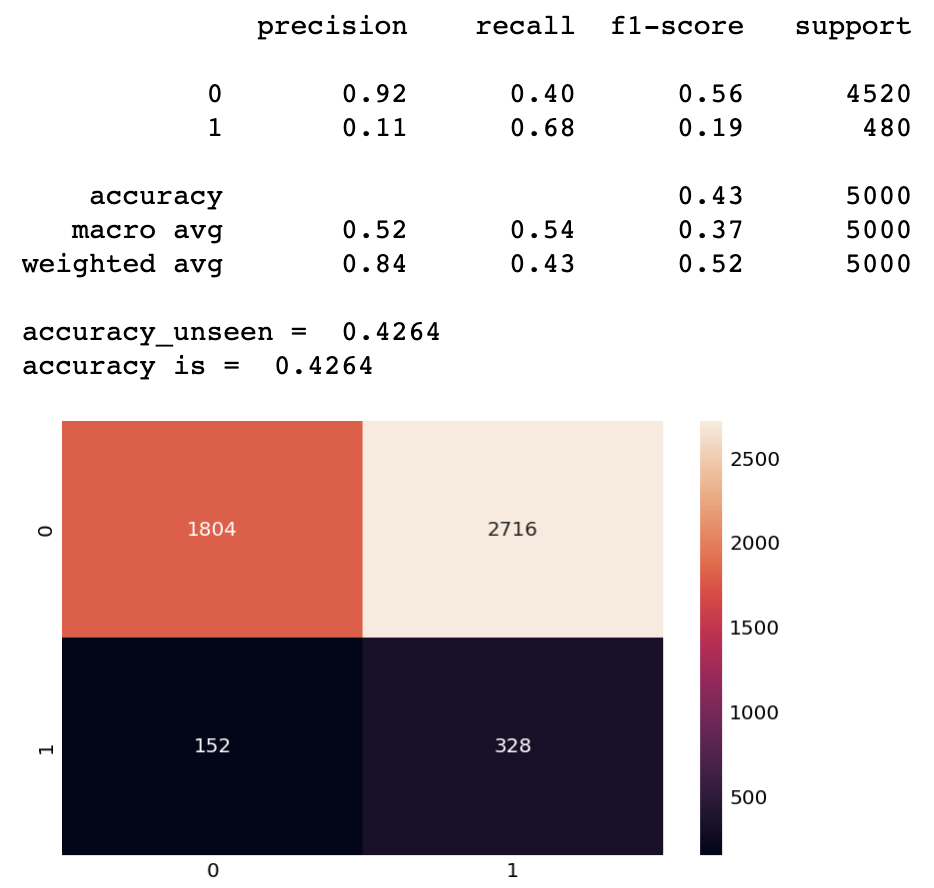 precision recall f1-score support
0 0.92 0.40 0.56 4520
1 0.11 0.68 0.19 480
accuracy 0.43 5000
macro avg 0.52 0.54 0.37 5000
weighted avg 0.84 0.43 0.52 5000
accuracy_unseen = 0.4264
accuracy is = 0.4264
0
1804
2716
1
152
328
0
1
2500
2000
1500
1000
500